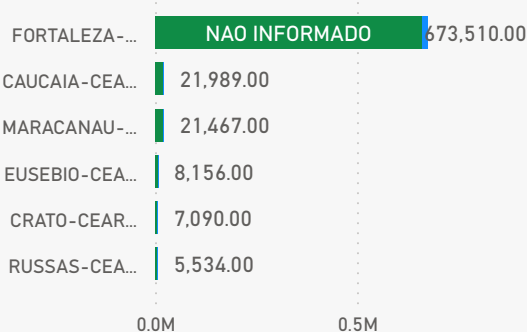 FORTALEZA-... NAO INFORMADO 673,510.00
CAUCAIA-CEA... 21,989.00
MARACANAU-... 21,467.00
EUSEBIO-CEA... 8,156.00
CRATO-CEAR... 7,090.00
RUSSAS-CEA... 5,534.00
0.0M 0.5M